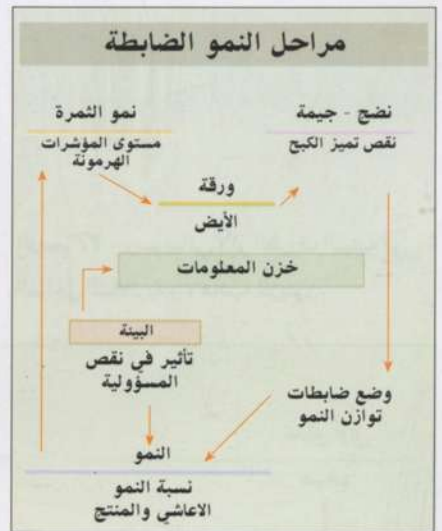 مراحل النمو الضابطة
نضج - جيمة
نقص تميز الكبح
نمو الثمرة
مستوى المؤشرات
الهرمونة
ورقة
الأيض
خزن المعلومات
البيئة
تأثير في نقص
المسؤولية
وضع ضابطات
توازن النمو
النمو
نسبة النمو
الاعاشي والمنتج